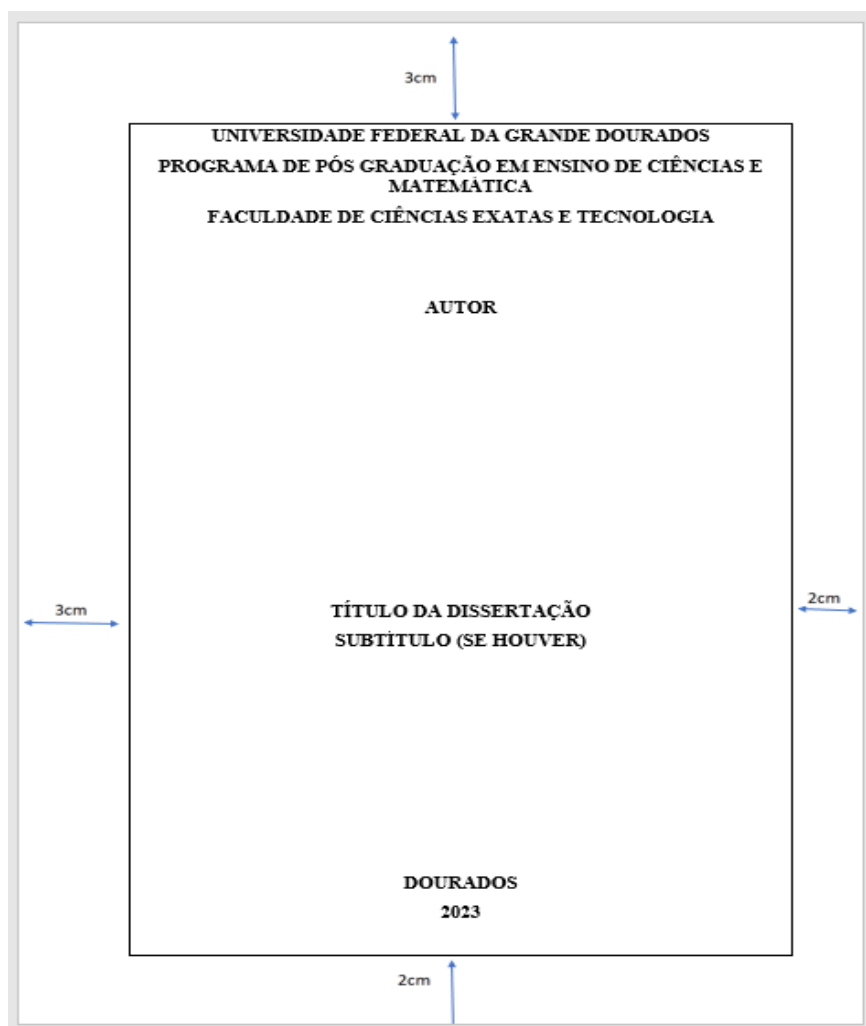 3cm
UNIVERSIDADE FEDERAL DA GRANDE DOURADOS
PROGRAMA DE PÓS GRADUAÇÃO EM ENSINO DE CIÊNCIAS E
MATEMÁTICA
FACULDADE DE CIÊNCIAS EXATAS E TECNOLOGIA
AUTOR
3cm
2cm
TÍTULO DA DISSERTAÇÃO
SUBTÍTULO (SE HOUVER)
DOURADOS
2023
2cm